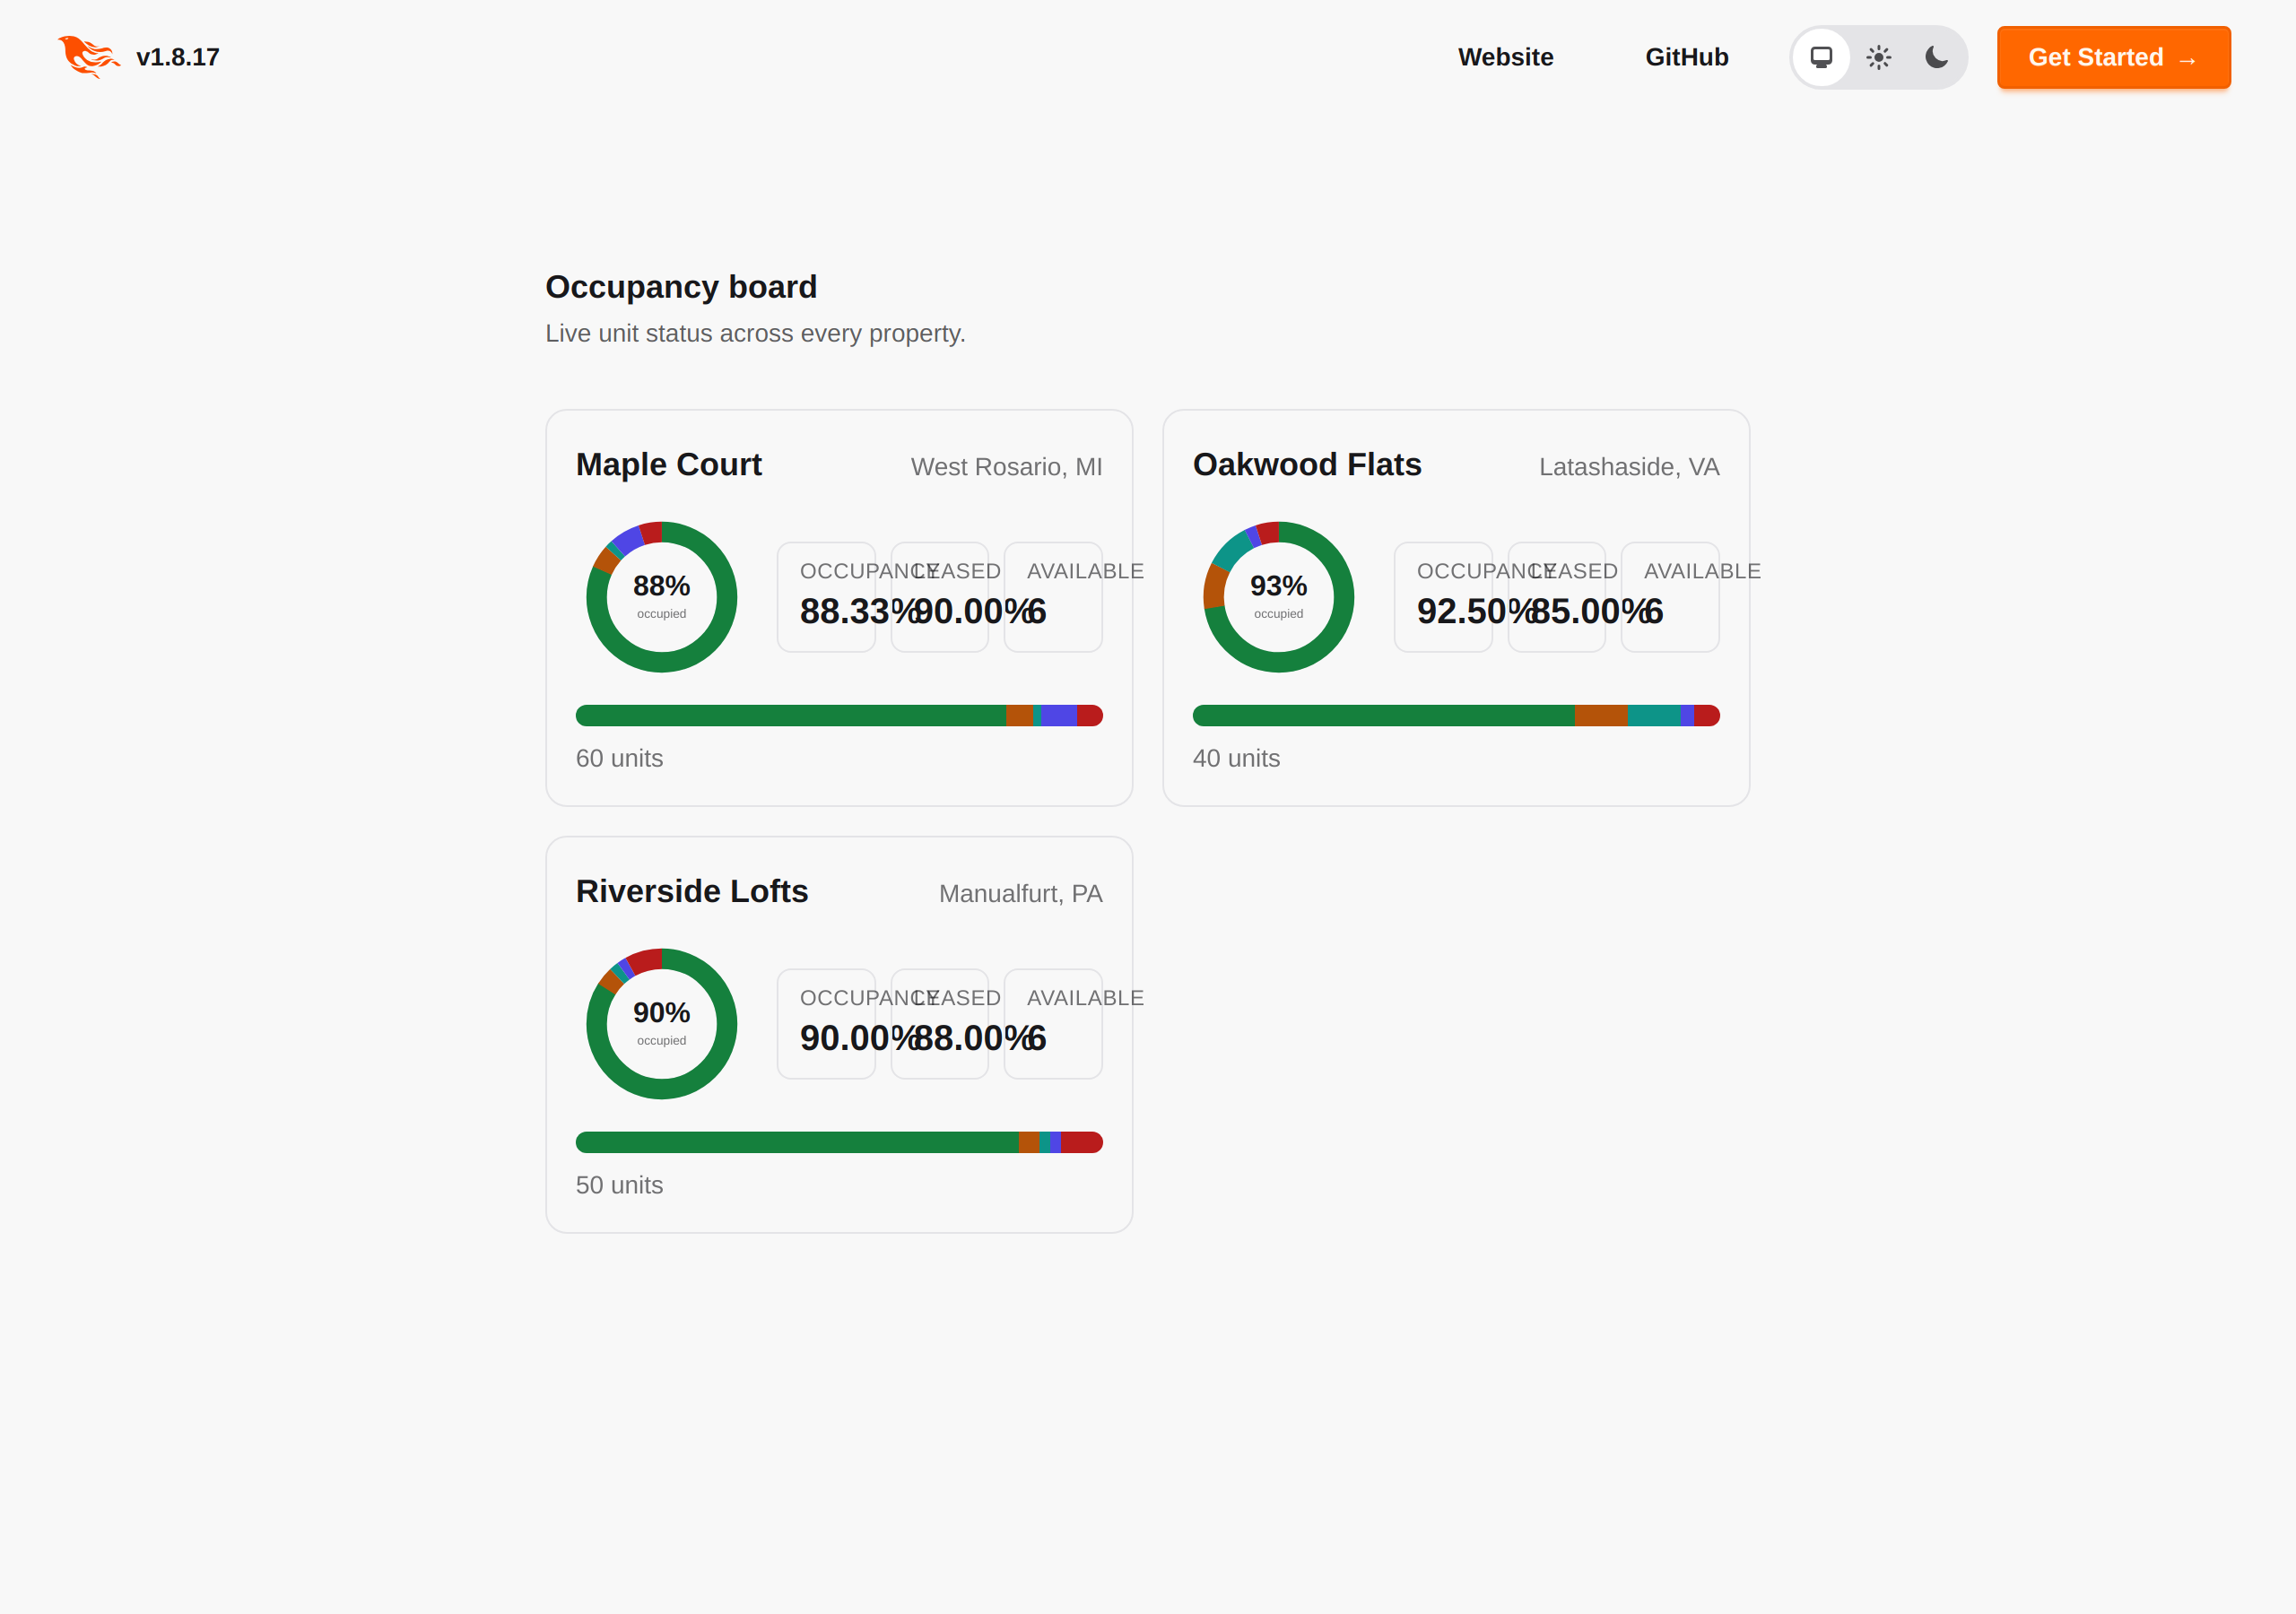 v1.8.17
Website
GitHub
Get Started →
Occupancy board
Live unit status across every property.
Maple Court
West Rosario, MI
88%
occupied
OCCUPANCY
88.33%
LEASED
90.00%
AVAILABLE
6
60 units
Oakwood Flats
Latashaside, VA
93%
occupied
OCCUPANCY
92.50%
LEASED
85.00%
AVAILABLE
6
40 units
Riverside Lofts
Manualfurt, PA
90%
occupied
OCCUPANCY
90.00%
LEASED
88.00%
AVAILABLE
6
50 units